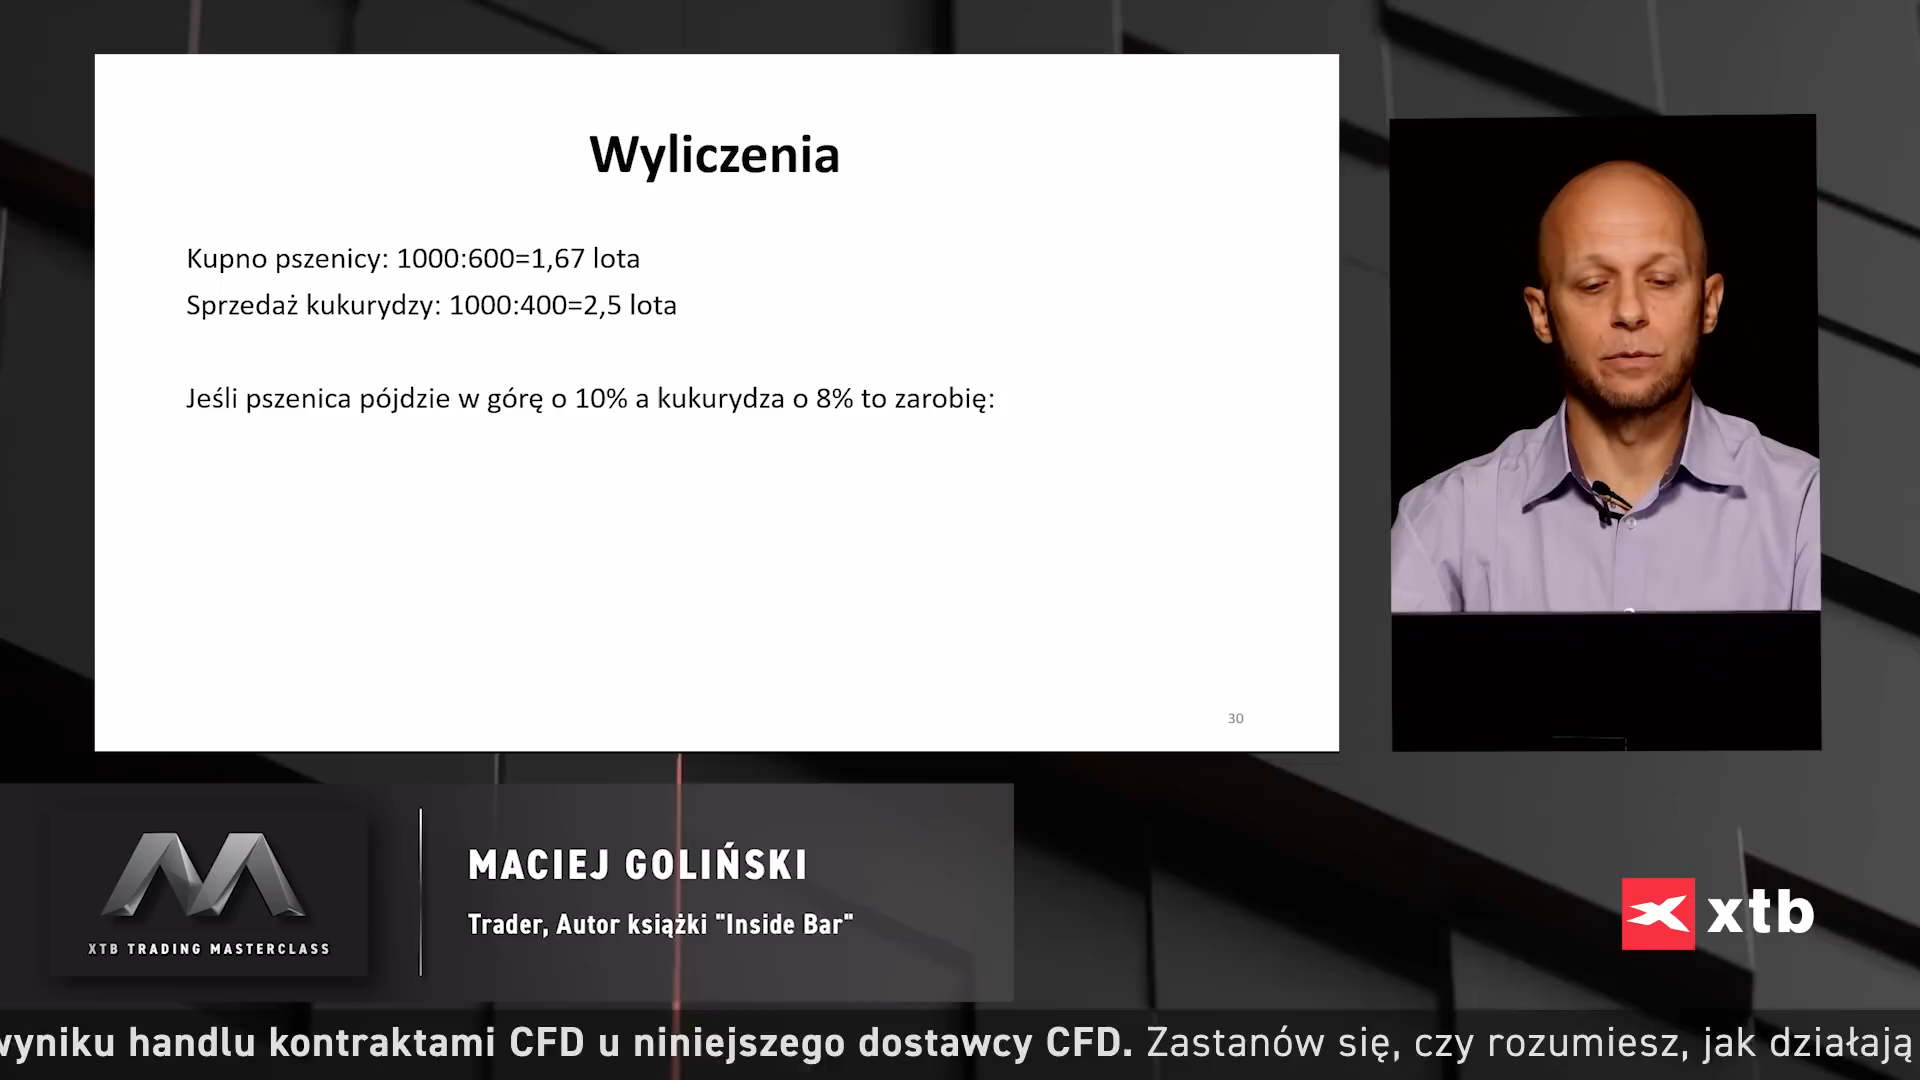 Wyliczenia
Kupno pszenicy: 1000:600=1,67 lota
Sprzedaż kukurydzy: 1000:400=2,5 lota
Jeśli pszenica pójdzie w górę o 10% a kukurydza o 8% to zarobię:
30
XTB TRADING MASTERCLASS
MACIEJ GOLIŃSKI
Trader, Autor książki "Inside Bar"
xtb
wyniku handlu kontraktami CFD u niniejszego dostawcy CFD. Zastanów się, czy rozumiesz, jak działają